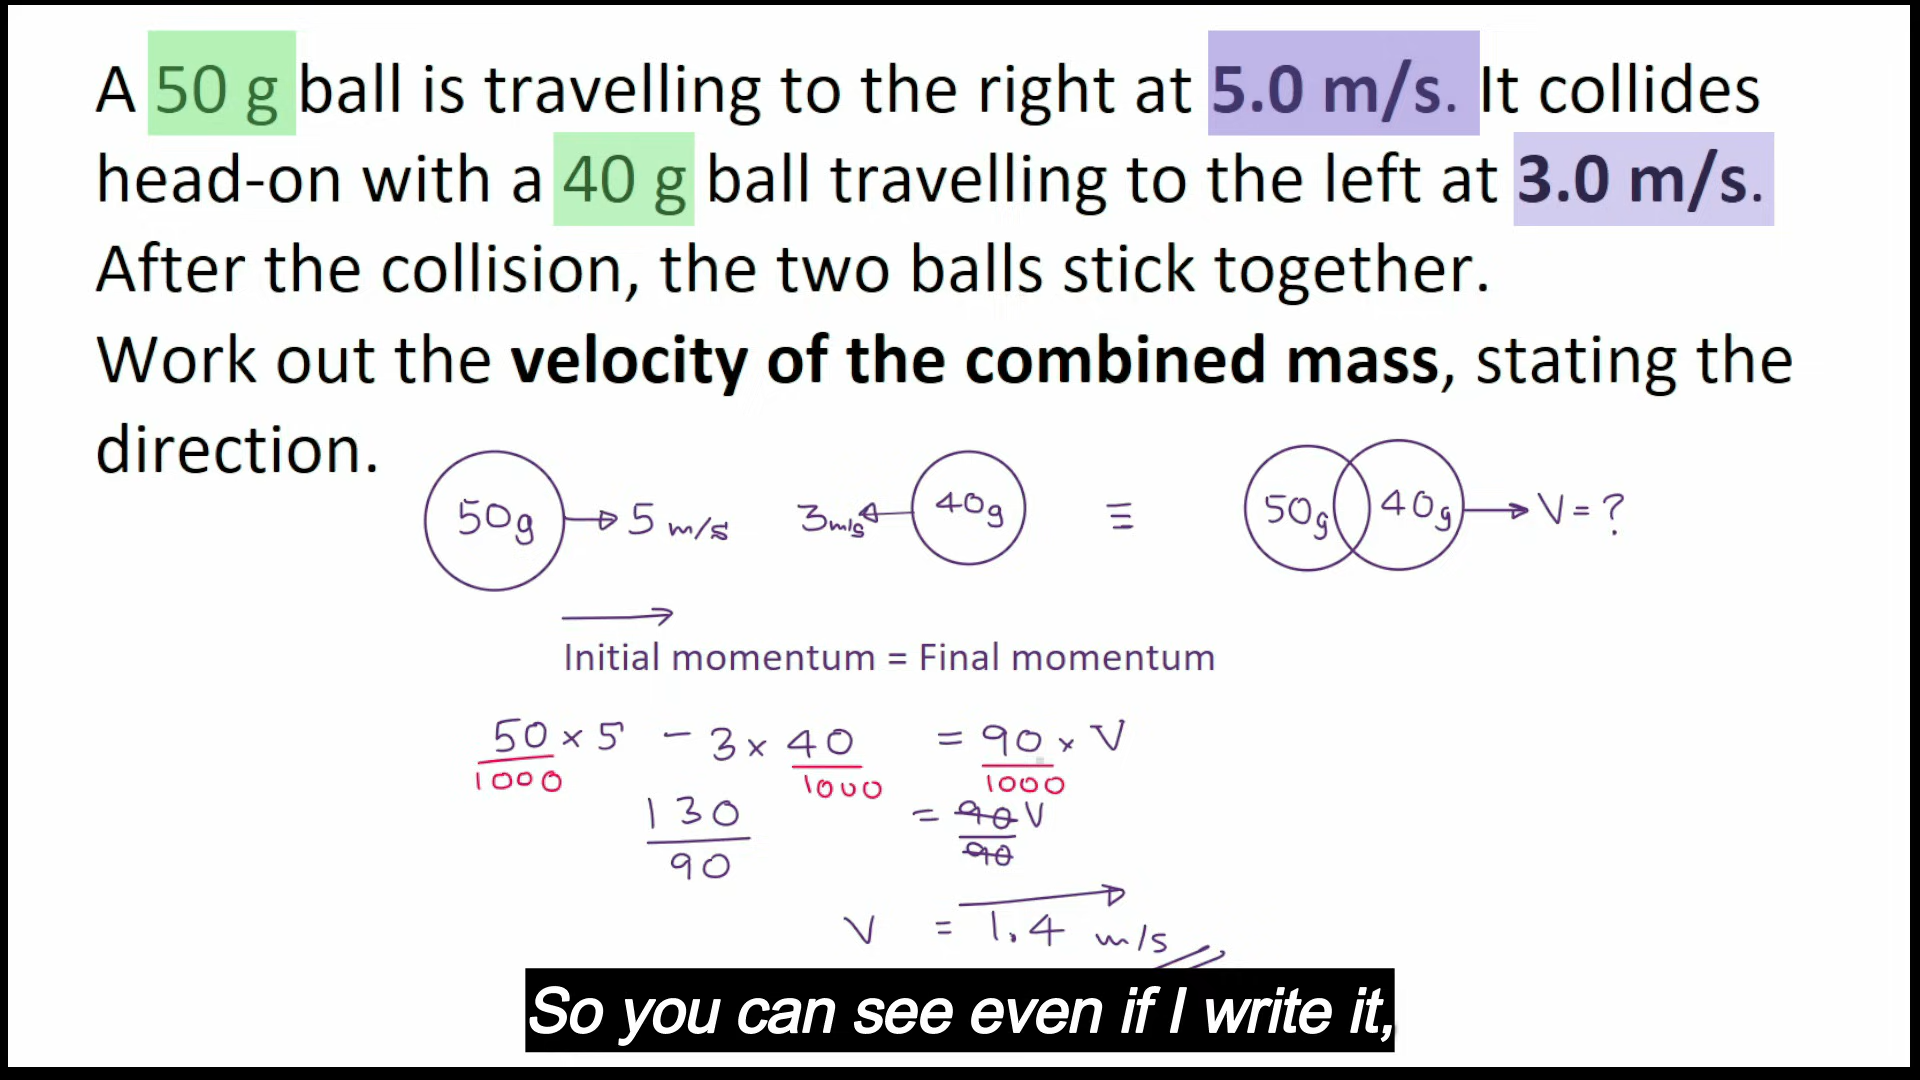 A 50 g ball is travelling to the right at 5.0 m/s. It collides
head-on with a 40 g ball travelling to the left at 3.0 m/s.
After the collision, the two balls stick together.
Work out the velocity of the combined mass, stating the
direction.
50g → 5 m/s 3m/s ← 40g ≡ 50g 40g → V = ?
Initial momentum = Final momentum
50 × 5 − 3 × 40 = 90 × V
1000 1000 1000
130 = 90 V
90 90
V = 1.4 m/s
So you can see even if I write it,